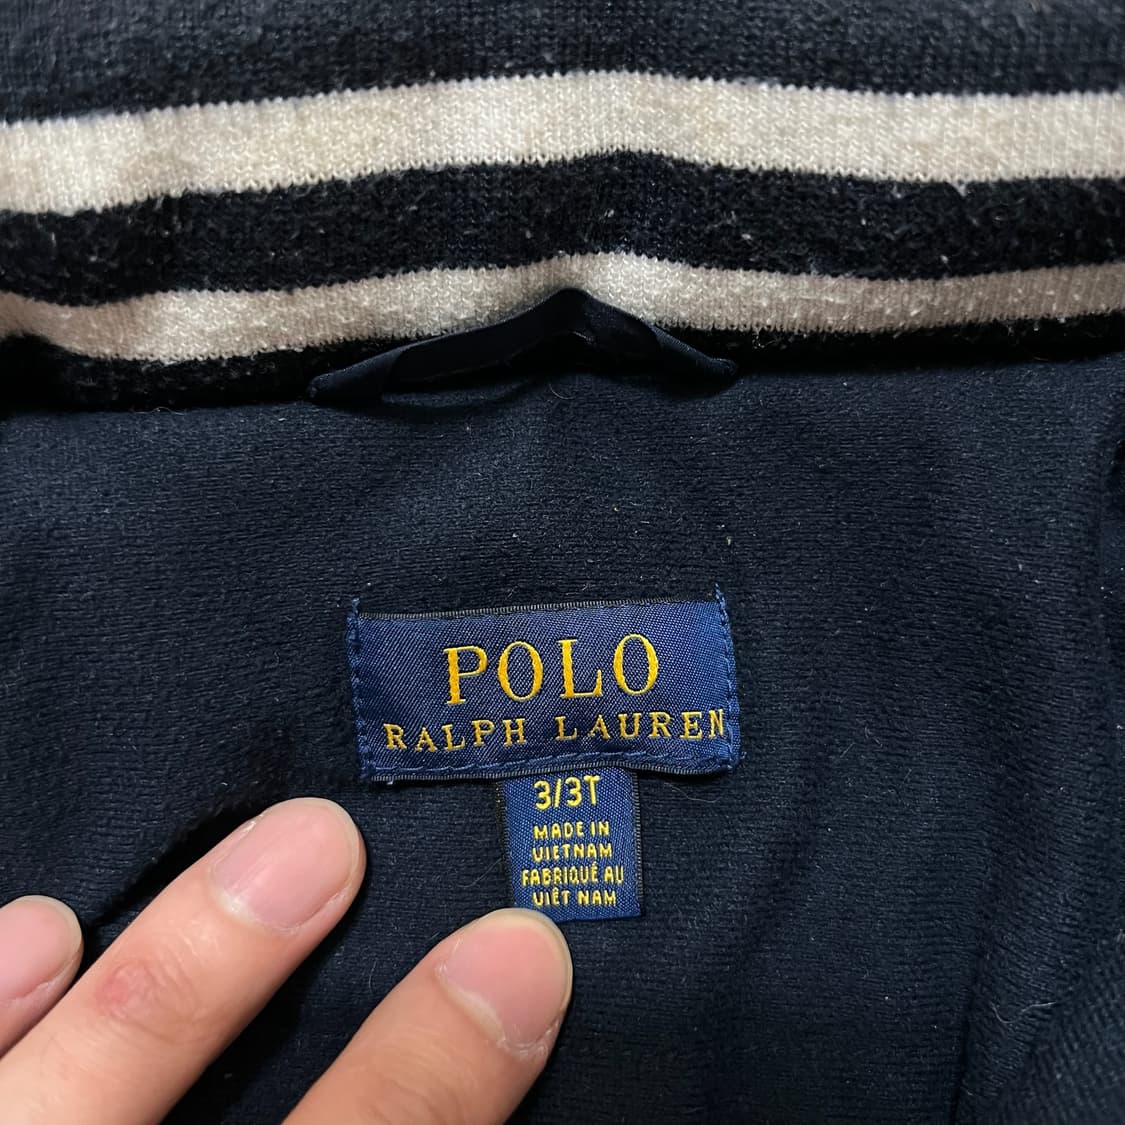 POLO
RALPH LAUREN
3/3T
MADE IN
VIETNAM
FABRIQUÉ AU
VIÊT NAM